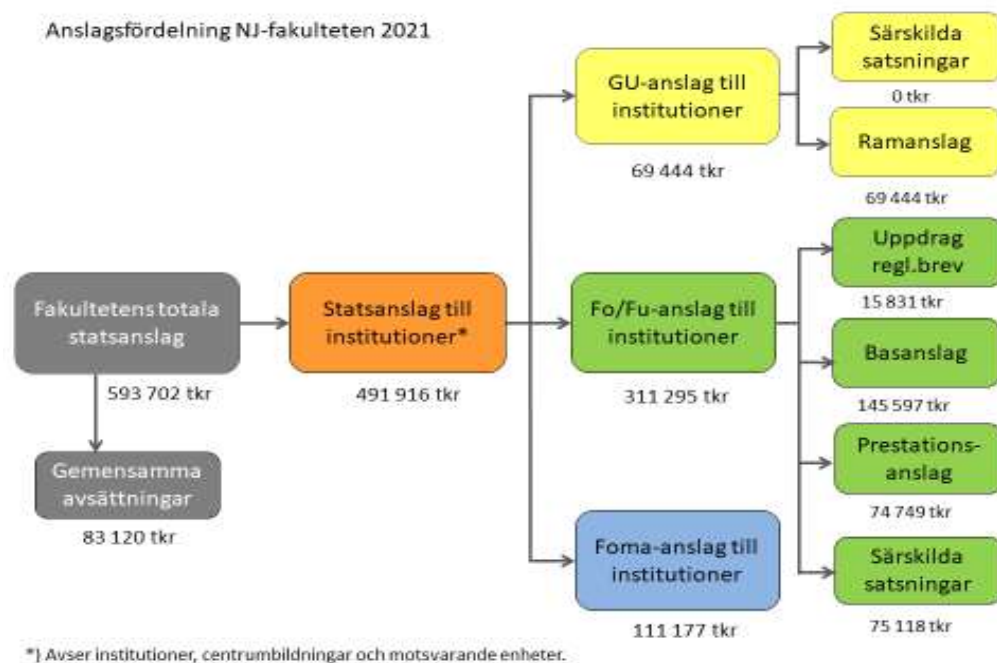 Anslagsfördelning NJ-fakulteten 2021
Fakultetens totala
statsanslag
593 702 tkr
Gemensamma
avsättningar
83 120 tkr
Statsanslag till
institutioner*
491 916 tkr
GU-anslag till
institutioner
69 444 tkr
Särskilda
satsningar
0 tkr
Ramanslag
69 444 tkr
Fo/Fu-anslag till
institutioner
311 295 tkr
Uppdrag
regl.brev
15 831 tkr
Basanslag
145 597 tkr
Prestations-
anslag
74 749 tkr
Särskilda
satsningar
75 118 tkr
Foma-anslag till
institutioner
111 177 tkr
*) Avser institutioner, centrumbildningar och motsvarande enheter.